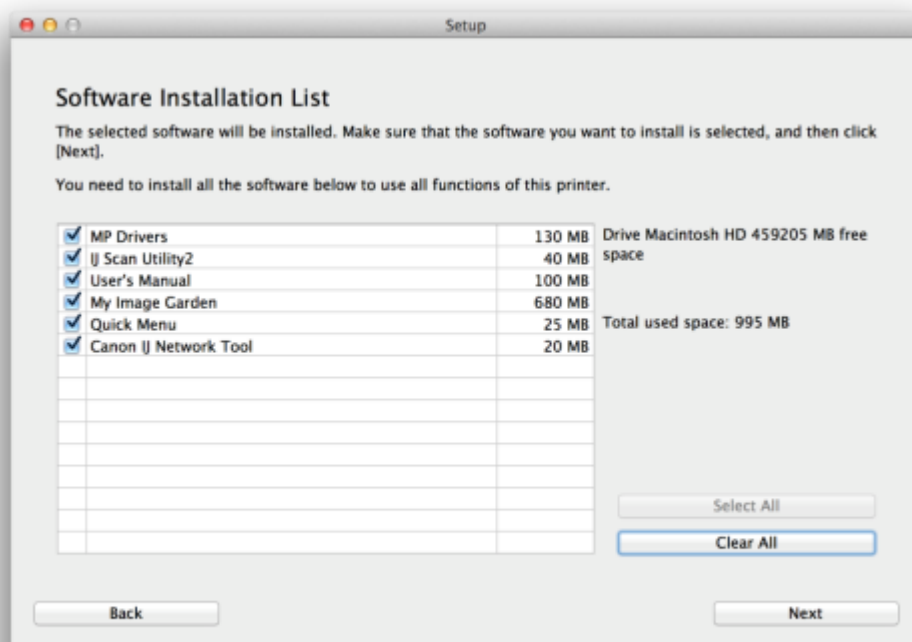 Setup
Software Installation List
The selected software will be installed. Make sure that the software you want to install is selected, and then click
[Next].
You need to install all the software below to use all functions of this printer.
MP Drivers 130 MB
IJ Scan Utility2 40 MB
User's Manual 100 MB
My Image Garden 680 MB
Quick Menu 25 MB
Canon IJ Network Tool 20 MB
Drive Macintosh HD 459205 MB free
space
Total used space: 995 MB
Select All
Clear All
Back
Next